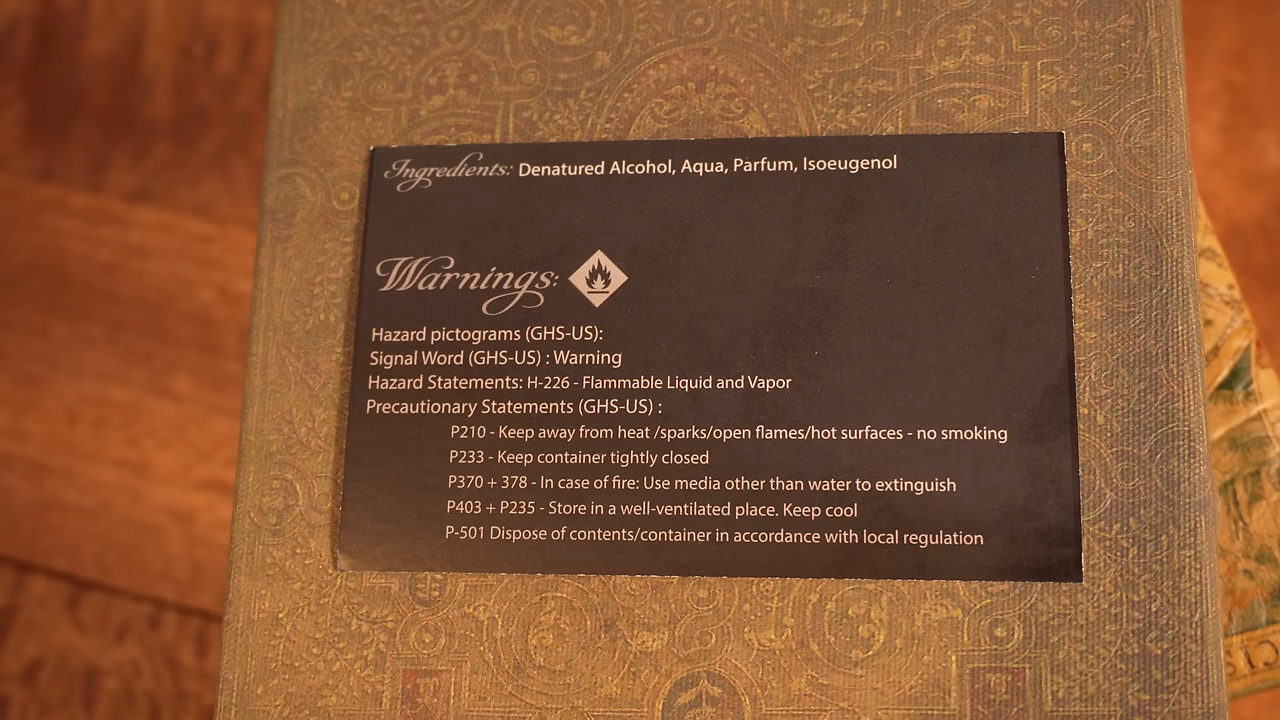 Ingredients: Denatured Alcohol, Aqua, Parfum, Isoeugenol
Warnings:
Hazard pictograms (GHS-US):
Signal Word (GHS-US) : Warning
Hazard Statements: H-226 - Flammable Liquid and Vapor
Precautionary Statements (GHS-US) :
P210 - Keep away from heat /sparks/open flames/hot surfaces - no smoking
P233 - Keep container tightly closed
P370 + 378 - In case of fire: Use media other than water to extinguish
P403 + P235 - Store in a well-ventilated place. Keep cool
P-501 Dispose of contents/container in accordance with local regulation